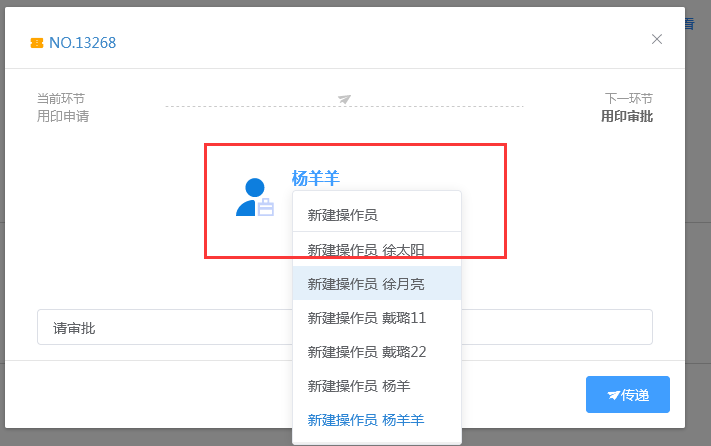 看
NO.13268
当前环节
下一环节
用印申请
用印审批
杨羊羊
新建操作员
新建操作员 徐太阳
新建操作员 徐月亮
新建操作员 戴璐11
请审批
新建操作员 戴璐22
新建操作员 杨羊
新建操作员 杨羊羊
传递